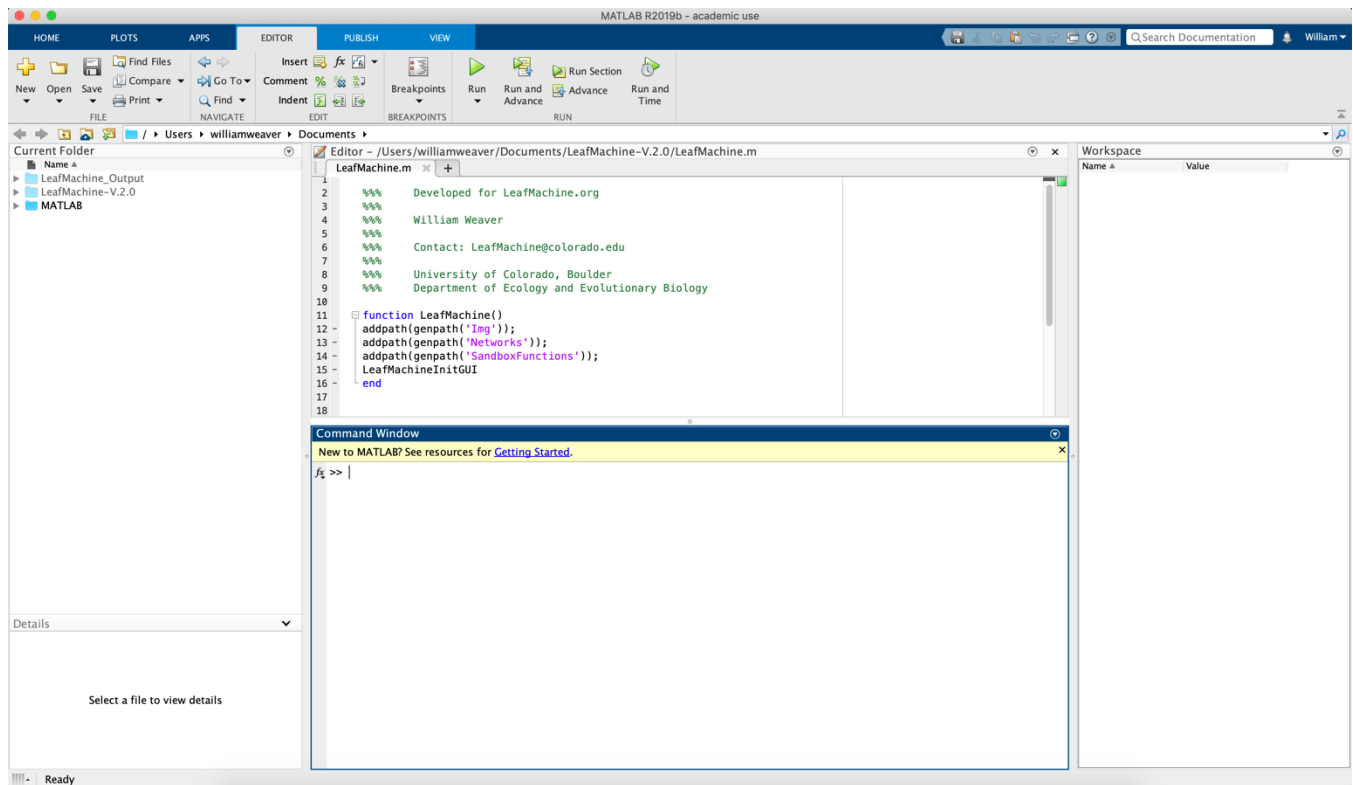 MATLAB R2019b - academic use
HOME PLOTS APPS EDITOR PUBLISH VIEW Search Documentation William
New Open Save Find Files Compare Print Go To Find Insert Comment Indent fx Breakpoints Run Run and Advance Run Section Advance Run and Time
FILE NAVIGATE EDIT BREAKPOINTS RUN
/ Users williamweaver Documents
Current Folder
Name
LeafMachine_Output
LeafMachine-V.2.0
MATLAB
Details
Select a file to view details
Editor - /Users/williamweaver/Documents/LeafMachine-V.2.0/LeafMachine.m
LeafMachine.m +
1
2 %%% Developed for LeafMachine.org
3 %%%
4 %%% William Weaver
5 %%%
6 %%% Contact: LeafMachine@colorado.edu
7 %%%
8 %%% University of Colorado, Boulder
9 %%% Department of Ecology and Evolutionary Biology
10
11 function LeafMachine()
12 - addpath(genpath('Img'));
13 - addpath(genpath('Networks'));
14 - addpath(genpath('SandboxFunctions'));
15 - LeafMachineInitGUI
16 - end
17
18
Command Window
New to MATLAB? See resources for Getting Started.
fx >>
Workspace
Name Value
Ready